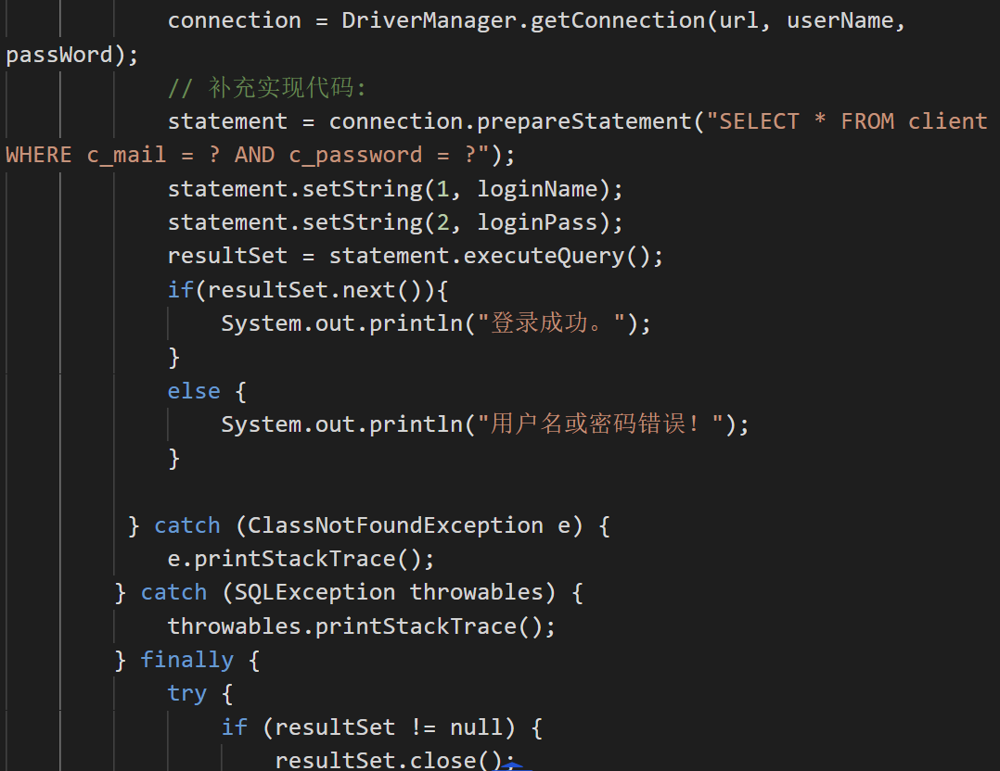 connection = DriverManager.getConnection(url, userName,
passWord);
// 补充实现代码:
statement = connection.prepareStatement("SELECT * FROM client
WHERE c_mail = ? AND c_password = ?");
statement.setString(1, loginName);
statement.setString(2, loginPass);
resultSet = statement.executeQuery();
if(resultSet.next()){
System.out.println("登录成功。");
}
else {
System.out.println("用户名或密码错误！");
}
} catch (ClassNotFoundException e) {
e.printStackTrace();
} catch (SQLException throwables) {
throwables.printStackTrace();
} finally {
try {
if (resultSet != null) {
resultSet.close();